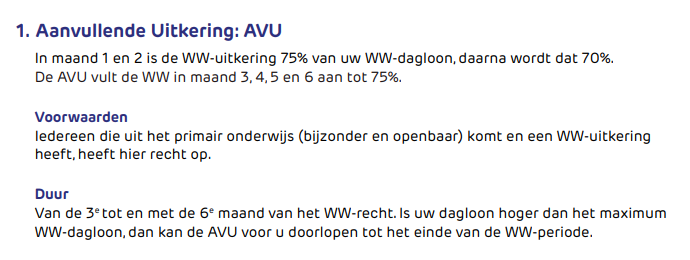 1. Aanvullende Uitkering: AVU
In maand 1 en 2 is de WW-uitkering 75% van uw WW-dagloon, daarna wordt dat 70%.
De AVU vult de WW in maand 3, 4, 5 en 6 aan tot 75%.
Voorwaarden
Iedereen die uit het primair onderwijs (bijzonder en openbaar) komt en een WW-uitkering
heeft, heeft hier recht op.
Duur
Van de 3e tot en met de 6e maand van het WW-recht. Is uw dagloon hoger dan het maximum
WW-dagloon, dan kan de AVU voor u doorlopen tot het einde van de WW-periode.